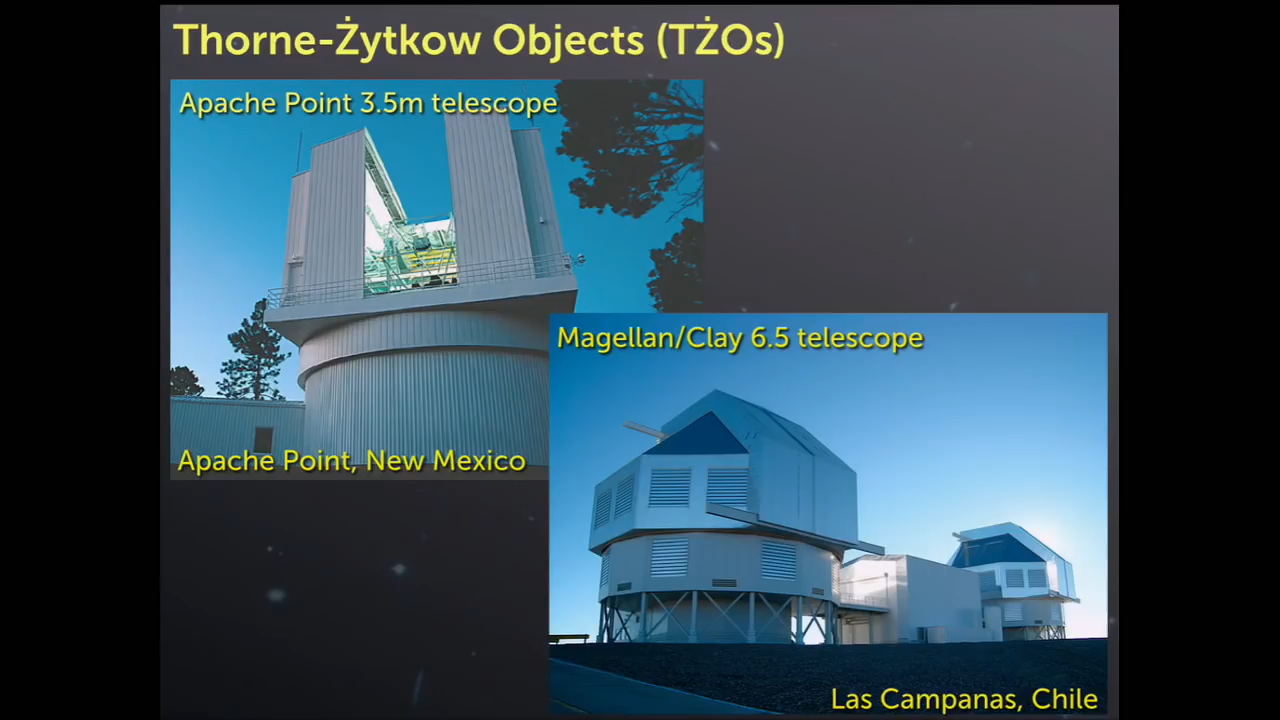 Thorne-Żytkow Objects (TŻOs)
Apache Point 3.5m telescope
Apache Point, New Mexico
Magellan/Clay 6.5 telescope
Las Campanas, Chile